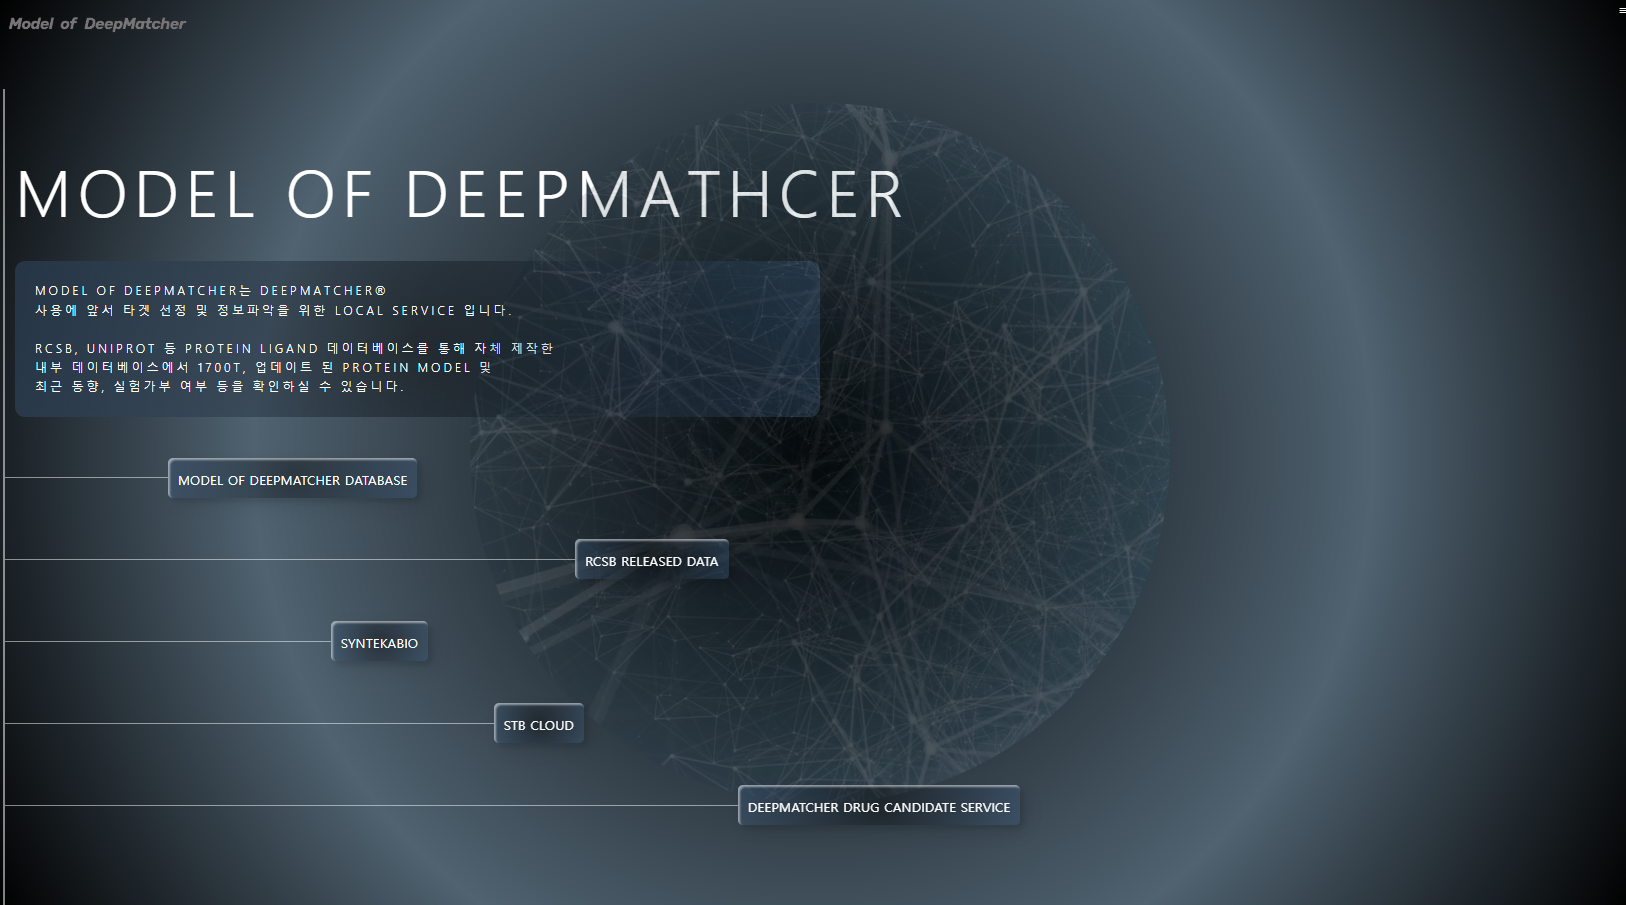 Model of DeepMatcher
MODEL OF DEEPMATHCER
MODEL OF DEEPMATCHER는 DEEPMATCHER®
사용에 앞서 타겟 선정 및 정보파악을 위한 LOCAL SERVICE 입니다.
RCSB, UNIPROT 등 PROTEIN LIGAND 데이터베이스를 통해 자체 제작한
내부 데이터베이스에서 1700T, 업데이트 된 PROTEIN MODEL 및
최근 동향, 실험가부 여부 등을 확인하실 수 있습니다.
MODEL OF DEEPMATCHER DATABASE
RCSB RELEASED DATA
SYNTEKABIO
STB CLOUD
DEEPMATCHER DRUG CANDIDATE SERVICE